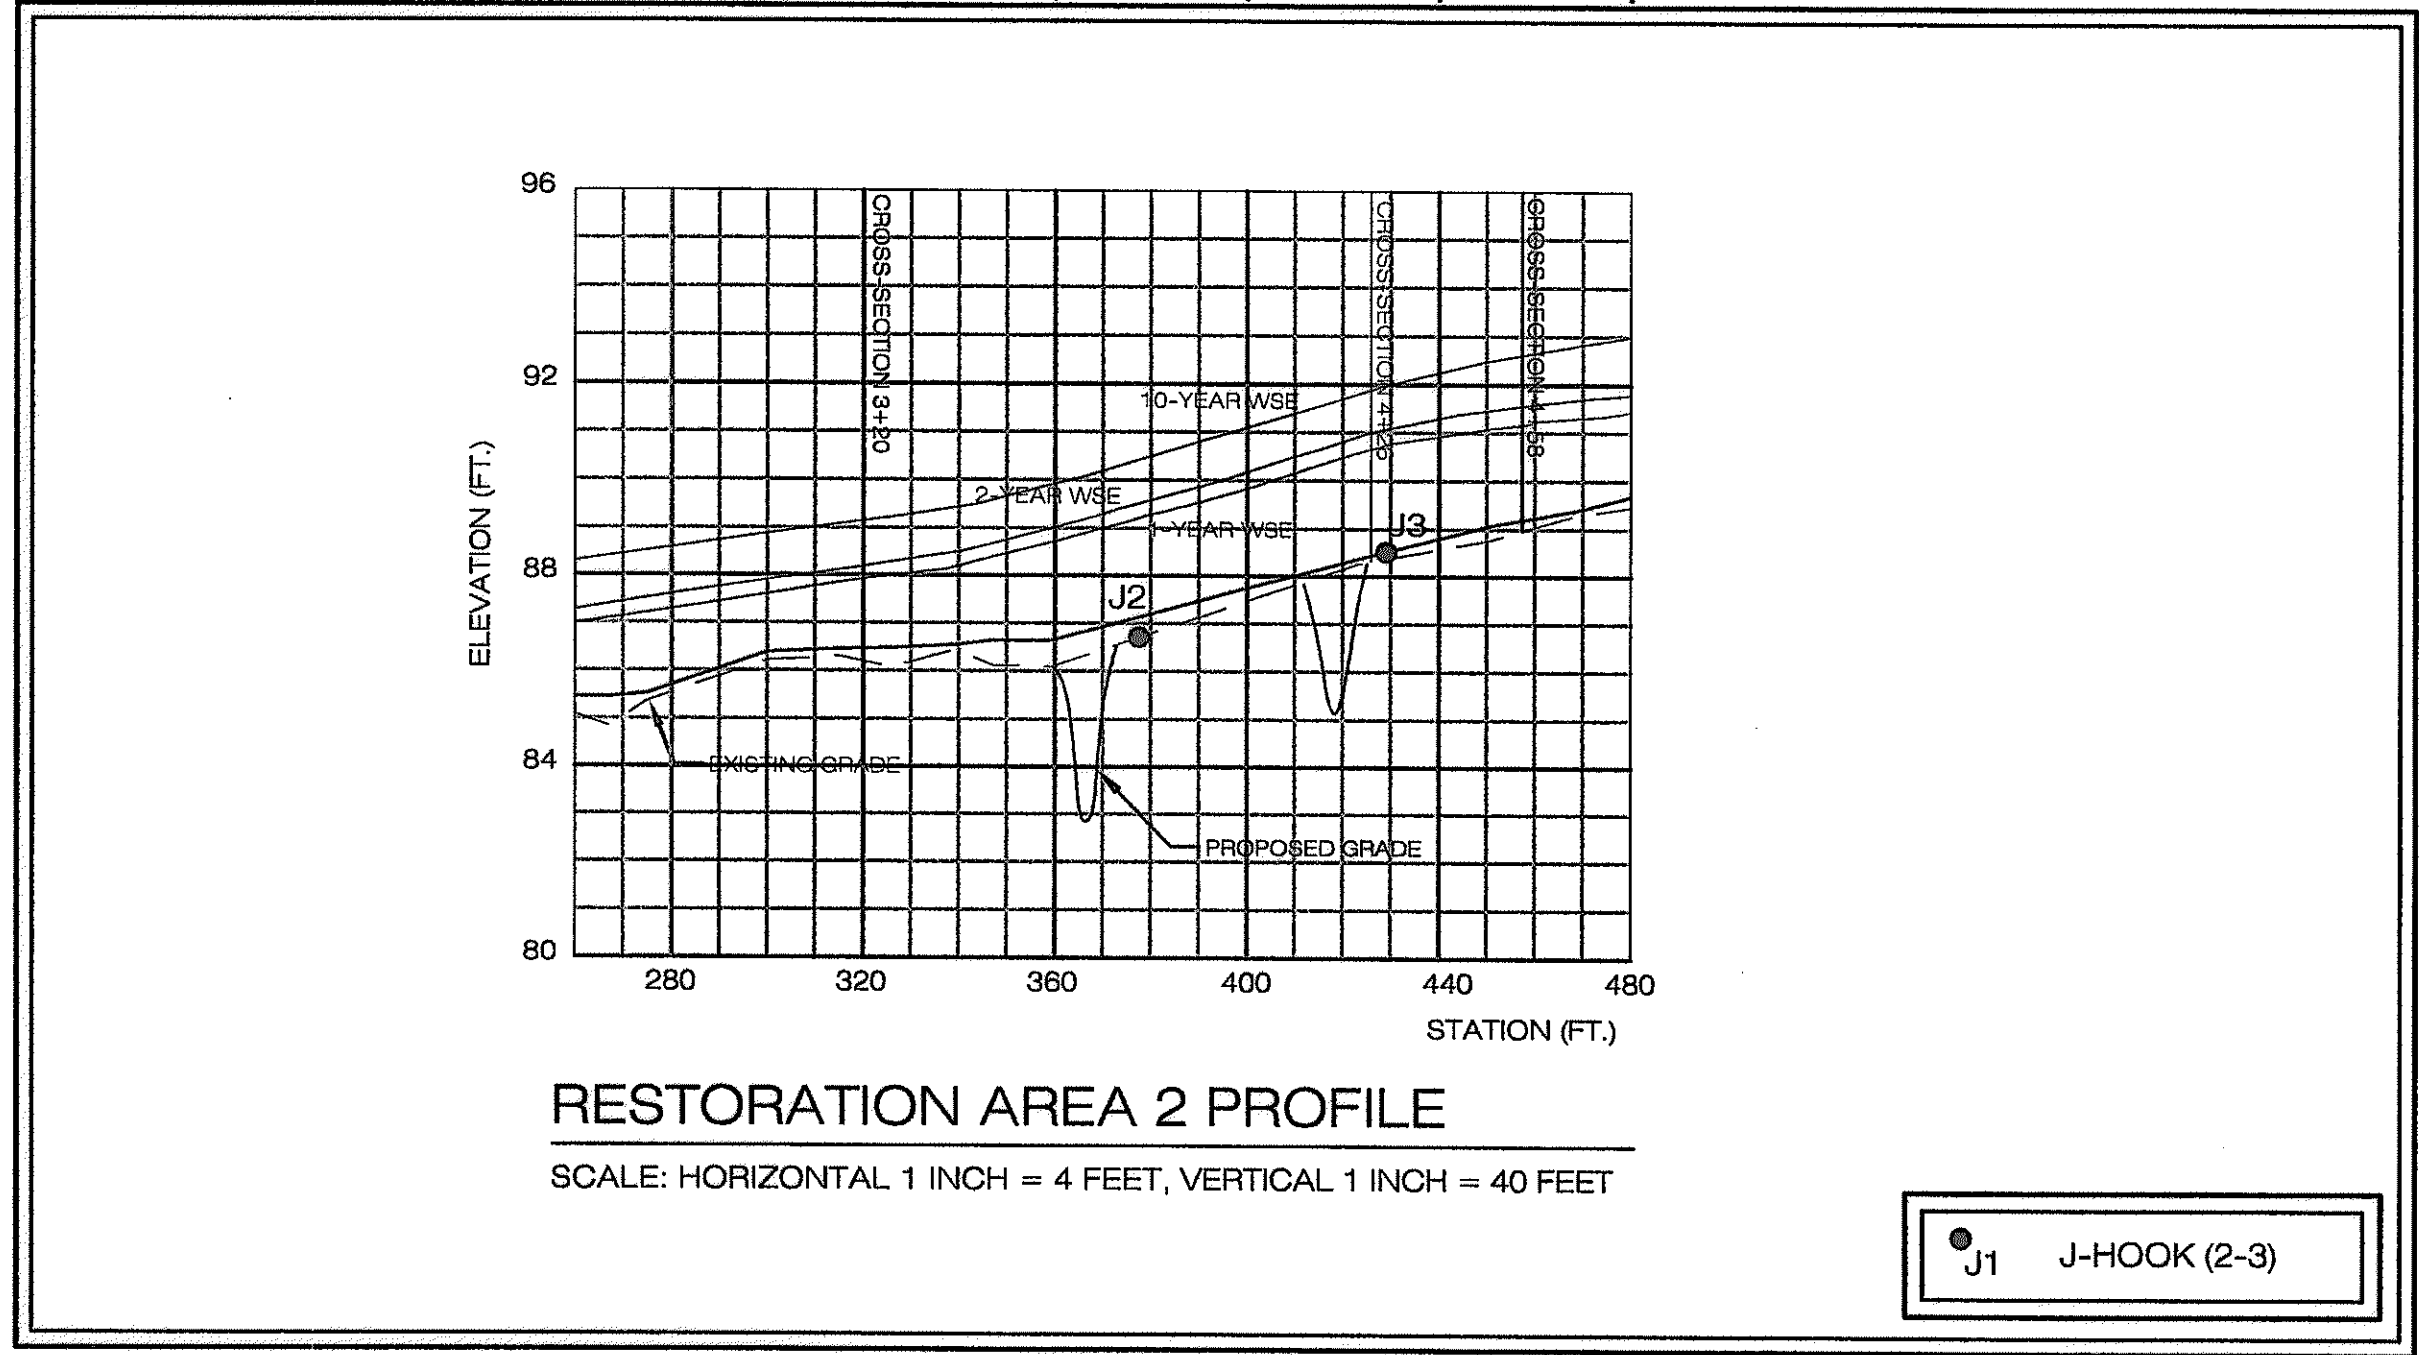 96
92
88
84
80
ELEVATION (FT.)
CROSS-SECTION 3+20
CROSS-SECTION 4+26
CROSS-SECTION 4+58
10-YEAR WSE
2-YEAR WSE
1-YEAR WSE
J3
J2
EXISTING GRADE
PROPOSED GRADE
280 320 360 400 440 480
STATION (FT.)
RESTORATION AREA 2 PROFILE
SCALE: HORIZONTAL 1 INCH = 4 FEET, VERTICAL 1 INCH = 40 FEET
J1 J-HOOK (2-3)